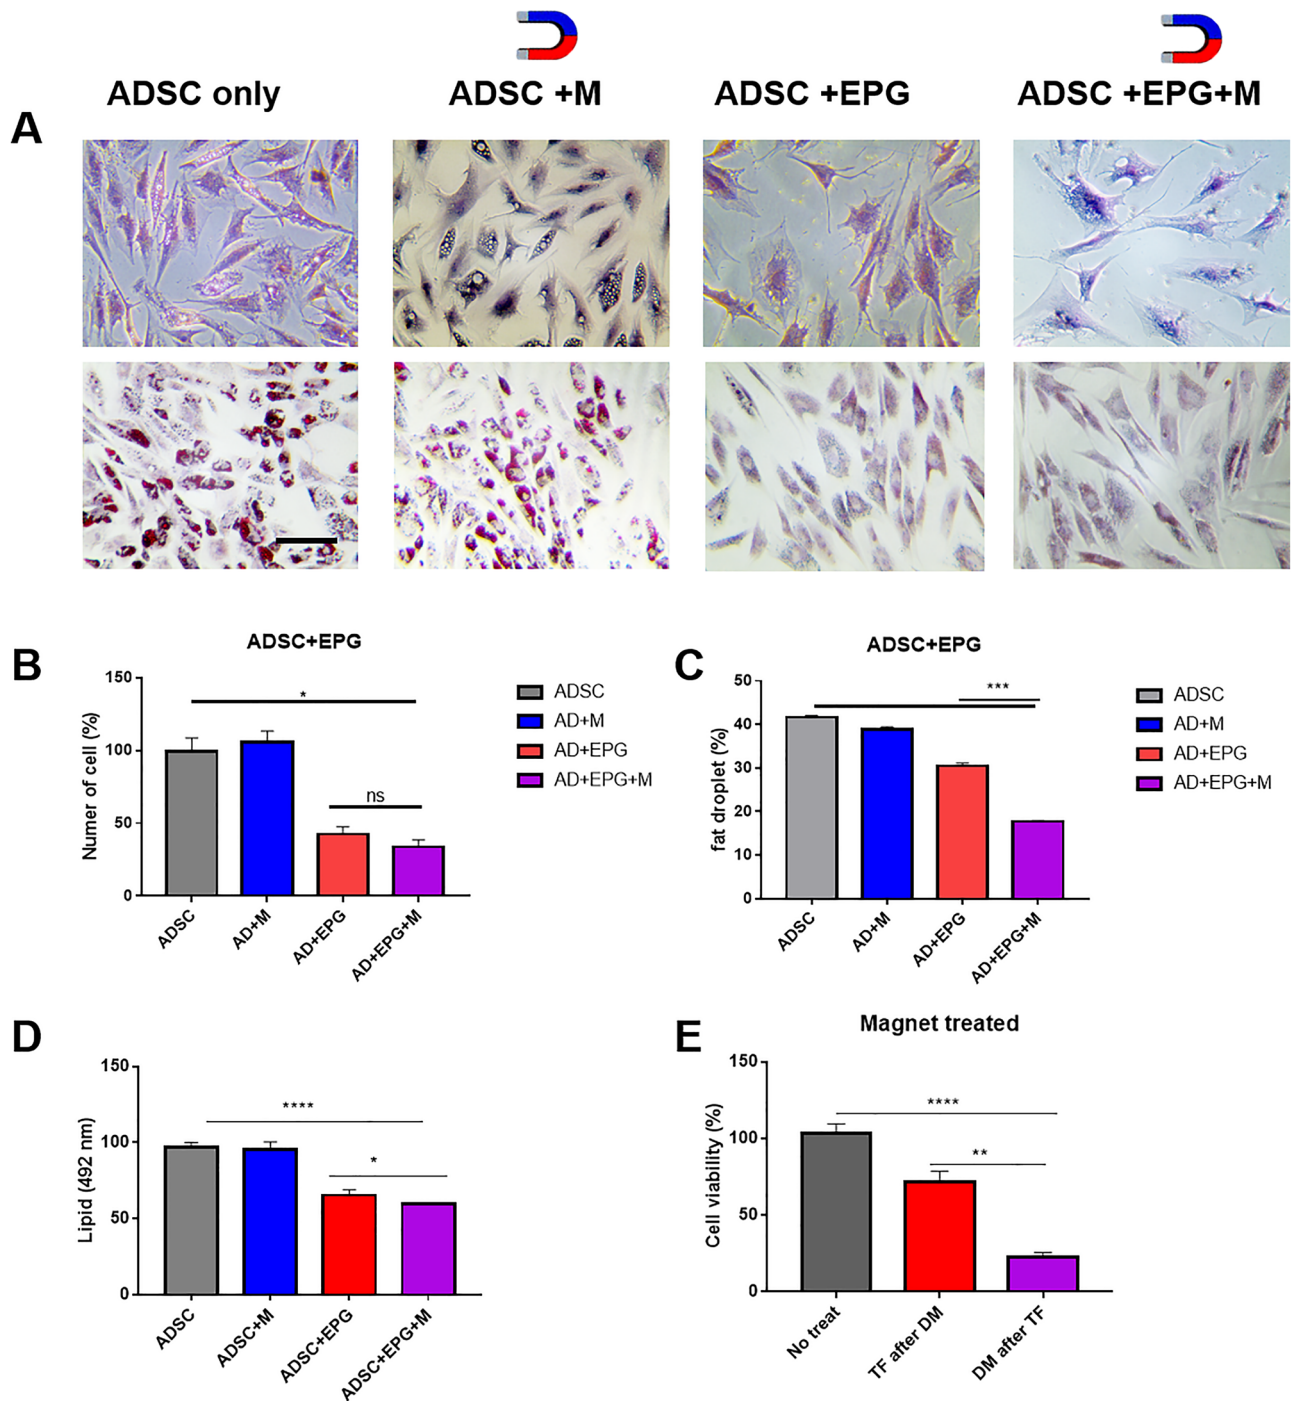 ADSC only
ADSC +M
ADSC +EPG
ADSC +EPG+M
A
B
ADSC+EPG
Numer of cell (%)
150
100
50
0
*
ns
ADSC
AD+M
AD+EPG
AD+EPG+M
ADSC
AD+M
AD+EPG
AD+EPG+M
C
ADSC+EPG
fat droplet (%)
50
40
30
20
10
0
***
ADSC
AD+M
AD+EPG
AD+EPG+M
ADSC
AD+M
AD+EPG
AD+EPG+M
D
Lipid (492 nm)
150
100
50
0
****
*
ADSC
ADSC+M
ADSC+EPG
ADSC+EPG+M
E
Magnet treated
Cell viability (%)
150
100
50
0
****
**
No treat
TF after DM
DM after TF